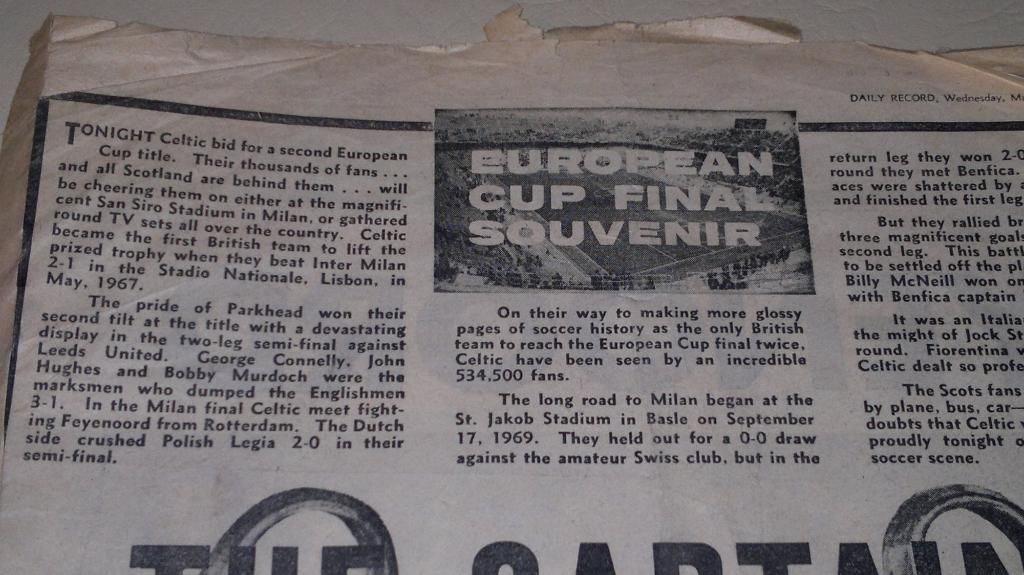 DAILY RECORD, Wednesday,
TONIGHT Celtic bid for a second European
Cup title. Their thousands of fans . . .
and all Scotland are behind them . . . will
be cheering them on either at the magnifi-
cent San Siro Stadium in Milan, or gathered
round TV sets all over the country. Celtic
became the first British team to lift the
prized trophy when they beat Inter Milan
2-1 in the Stadio Nationale, Lisbon, in
May, 1967.
The pride of Parkhead won their
second tilt at the title with a devastating
display in the two-leg semi-final against
Leeds United. George Connelly, John
Hughes and Bobby Murdoch were the
marksmen who dumped the Englishmen
3-1. In the Milan final Celtic meet fight-
ing Feyenoord from Rotterdam. The Dutch
side crushed Polish Legia 2-0 in their
semi-final.
EUROPEAN
CUP FINAL
SOUVENIR
On their way to making more glossy
pages of soccer history as the only British
team to reach the European Cup final twice,
Celtic have been seen by an incredible
534,500 fans.
The long road to Milan began at the
St. Jakob Stadium in Basle on September
17, 1969. They held out for a 0-0 draw
against the amateur Swiss club, but in the
return leg they won 2-0
round they met Benfica.
aces were shattered by a
and finished the first leg
But they rallied br
three magnificent goals
second leg. This battl
to be settled off the pl
Billy McNeill won on
with Benfica captain
It was an Italia
the might of Jock St
round. Fiorentina
Celtic dealt so profe
The Scots fans
by plane, bus, car—
doubts that Celtic
proudly tonight o
soccer scene.
THE CAPTAIN